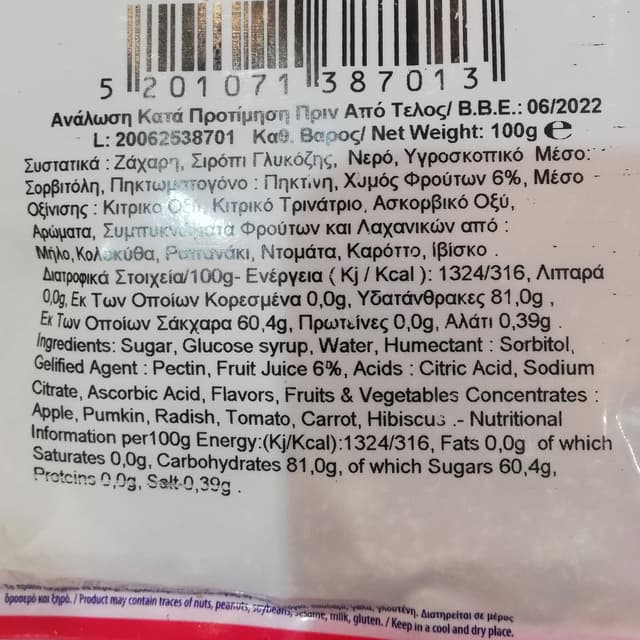 5 201071 387013
Ανάλωση Κατά Προτίμηση Πριν Από Τελος/ B.B.E.: 06/2022
L: 20062538701 Καθ. Βαρος/ Net Weight: 100g ℮
Συστατικά : Ζάχαρη, Σιρόπι Γλυκόζης, Νερό, Υγροσκοπικό Μέσο:
Σορβιτόλη, Πηκτωματογόνο : Πηκτινη, Χυμός Φρούτων 6%, Μέσο
Οξίνισης : Κιτρικο Οξύ, Κιτρικό Τρινάτριο, Ασκορβικό Οξύ,
Αρώματα, Συμπυκνώματα Φρούτων και Λαχανικών από :
Μήλο, Κολοκύθα, Ραπανάκι, Ντομάτα, Καρόττο, Ιβίσκο .
Διατροφικά Στοιχεία/100g- Ενέργεια ( Kj / Kcal ): 1324/316, Λιπαρά
0,0g, Εκ Των Οποίων Κορεσμένα 0,0g, Υδατάνθρακες 81,0g ,
Εκ Των Οποίων Σάκχαρα 60,4g, Πρωτείνες 0,0g, Αλάτι 0,39g .
Ingredients: Sugar, Glucose syrup, Water, Humectant : Sorbitol,
Gelified Agent : Pectin, Fruit Juice 6%, Acids : Citric Acid, Sodium
Citrate, Ascorbic Acid, Flavors, Fruits & Vegetables Concentrates :
Apple, Pumkin, Radish, Tomato, Carrot, Hibiscus .- Nutritional
Information per100g Energy:(Kj/Kcal):1324/316, Fats 0,0g of which
Saturates 0,0g, Carbohydrates 81,0g, of which Sugars 60,4g,
Proteins 0,0g, Salt 0,39g .
γάλα, γλουτένη. Διατηρείται σε μέρος
δροσερό και ξηρό. / Product may contain traces of nuts, peanuts, soybeans, sesame, milk, gluten. / Keep in a cool and dry place.